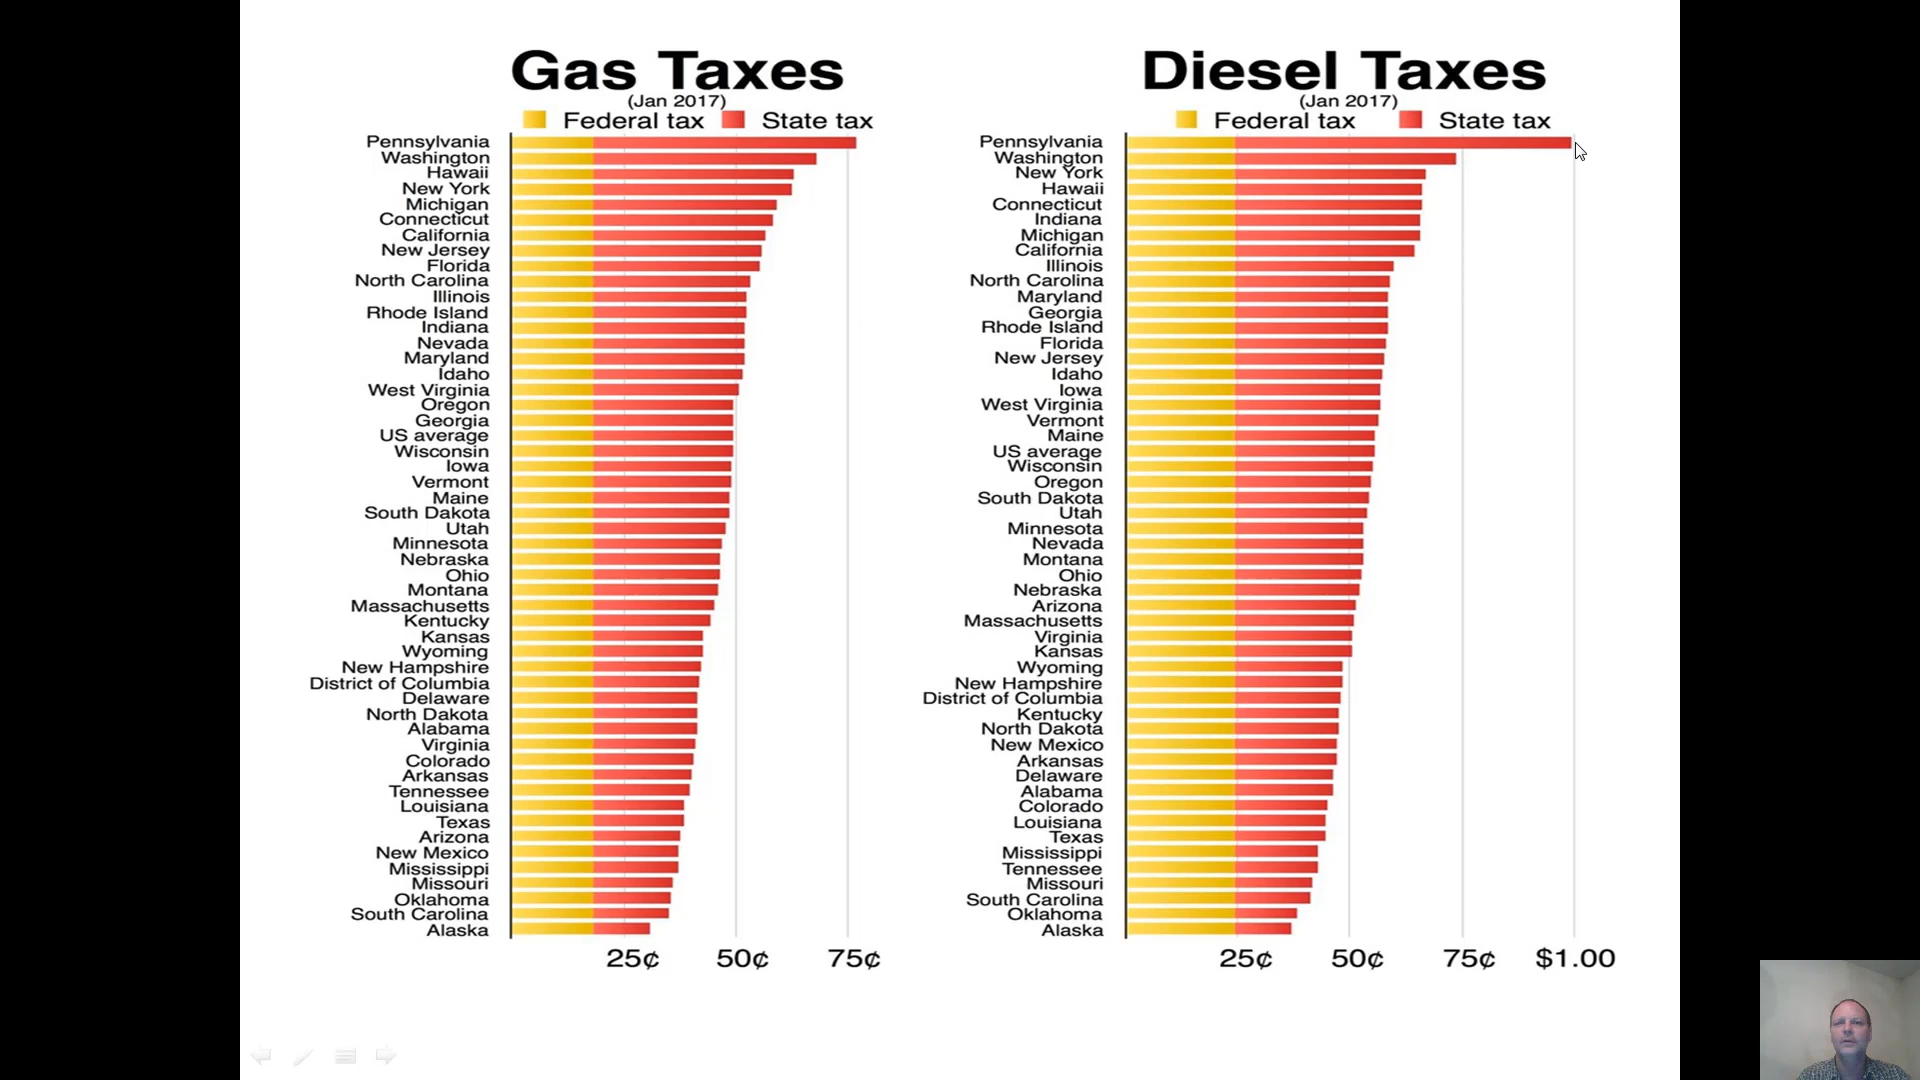 Gas Taxes
(Jan 2017)
Federal tax State tax
Pennsylvania
Washington
Hawaii
New York
Michigan
Connecticut
California
New Jersey
Florida
North Carolina
Illinois
Rhode Island
Indiana
Nevada
Maryland
Idaho
West Virginia
Oregon
Georgia
US average
Wisconsin
Iowa
Vermont
Maine
South Dakota
Utah
Minnesota
Nebraska
Ohio
Montana
Massachusetts
Kentucky
Kansas
Wyoming
New Hampshire
District of Columbia
Delaware
North Dakota
Alabama
Virginia
Colorado
Arkansas
Tennessee
Louisiana
Texas
Arizona
New Mexico
Mississippi
Missouri
Oklahoma
South Carolina
Alaska
25¢ 50¢ 75¢
Diesel Taxes
(Jan 2017)
Federal tax State tax
Pennsylvania
Washington
New York
Hawaii
Connecticut
Indiana
Michigan
California
Illinois
North Carolina
Maryland
Georgia
Rhode Island
Florida
New Jersey
Idaho
Iowa
West Virginia
Vermont
Maine
US average
Wisconsin
Oregon
South Dakota
Utah
Minnesota
Nevada
Montana
Ohio
Nebraska
Arizona
Massachusetts
Virginia
Kansas
Wyoming
New Hampshire
District of Columbia
Kentucky
North Dakota
New Mexico
Arkansas
Delaware
Alabama
Colorado
Louisiana
Texas
Mississippi
Tennessee
Missouri
South Carolina
Oklahoma
Alaska
25¢ 50¢ 75¢ $1.00